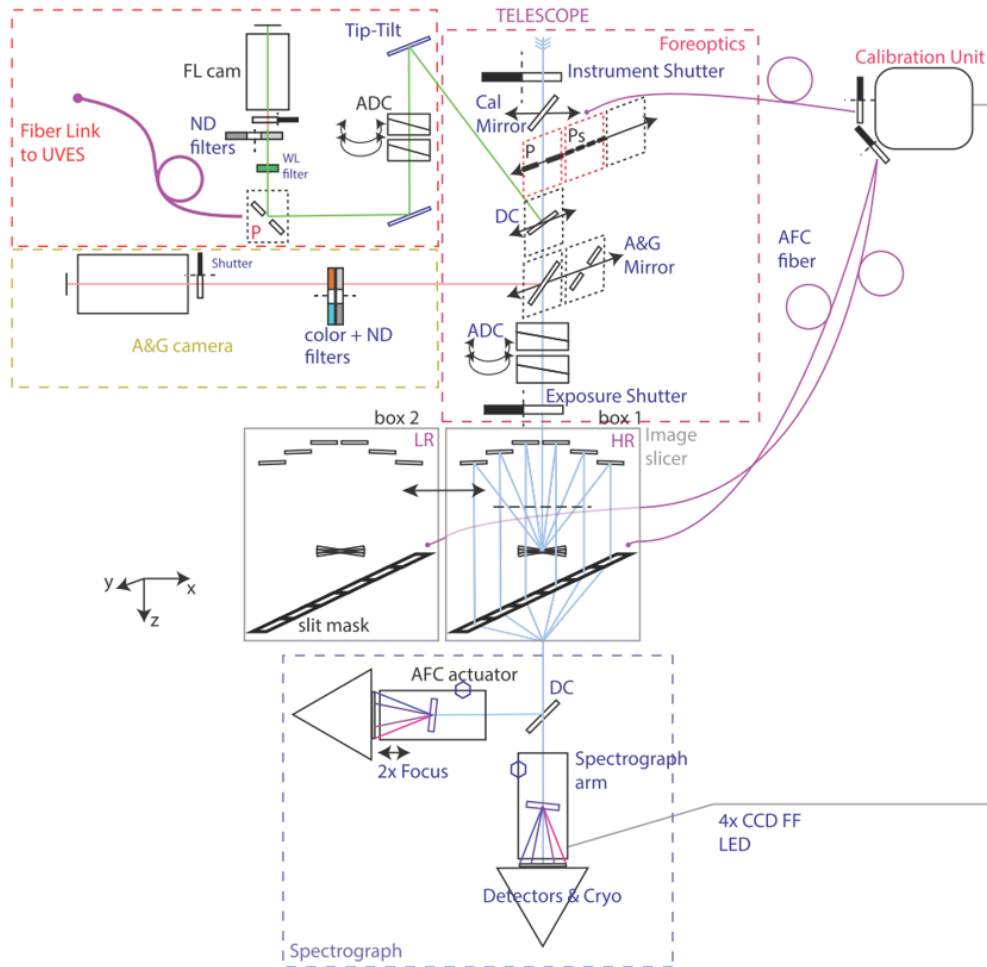 TELESCOPE
Tip-Tilt
Foreoptics
Calibration Unit
FL cam
Instrument Shutter
ADC
Cal
Mirror
ND
filters
Fiber Link
to UVES
WL
filter
P
Ps
P
DC
A&G
Mirror
AFC
fiber
Shutter
ADC
color + ND
filters
A&G camera
Exposure Shutter
box 2
box 1
LR
HR
Image
slicer
y
x
z
slit mask
AFC actuator
DC
2x Focus
Spectrograph
arm
4x CCD FF
LED
Detectors & Cryo
Spectrograph